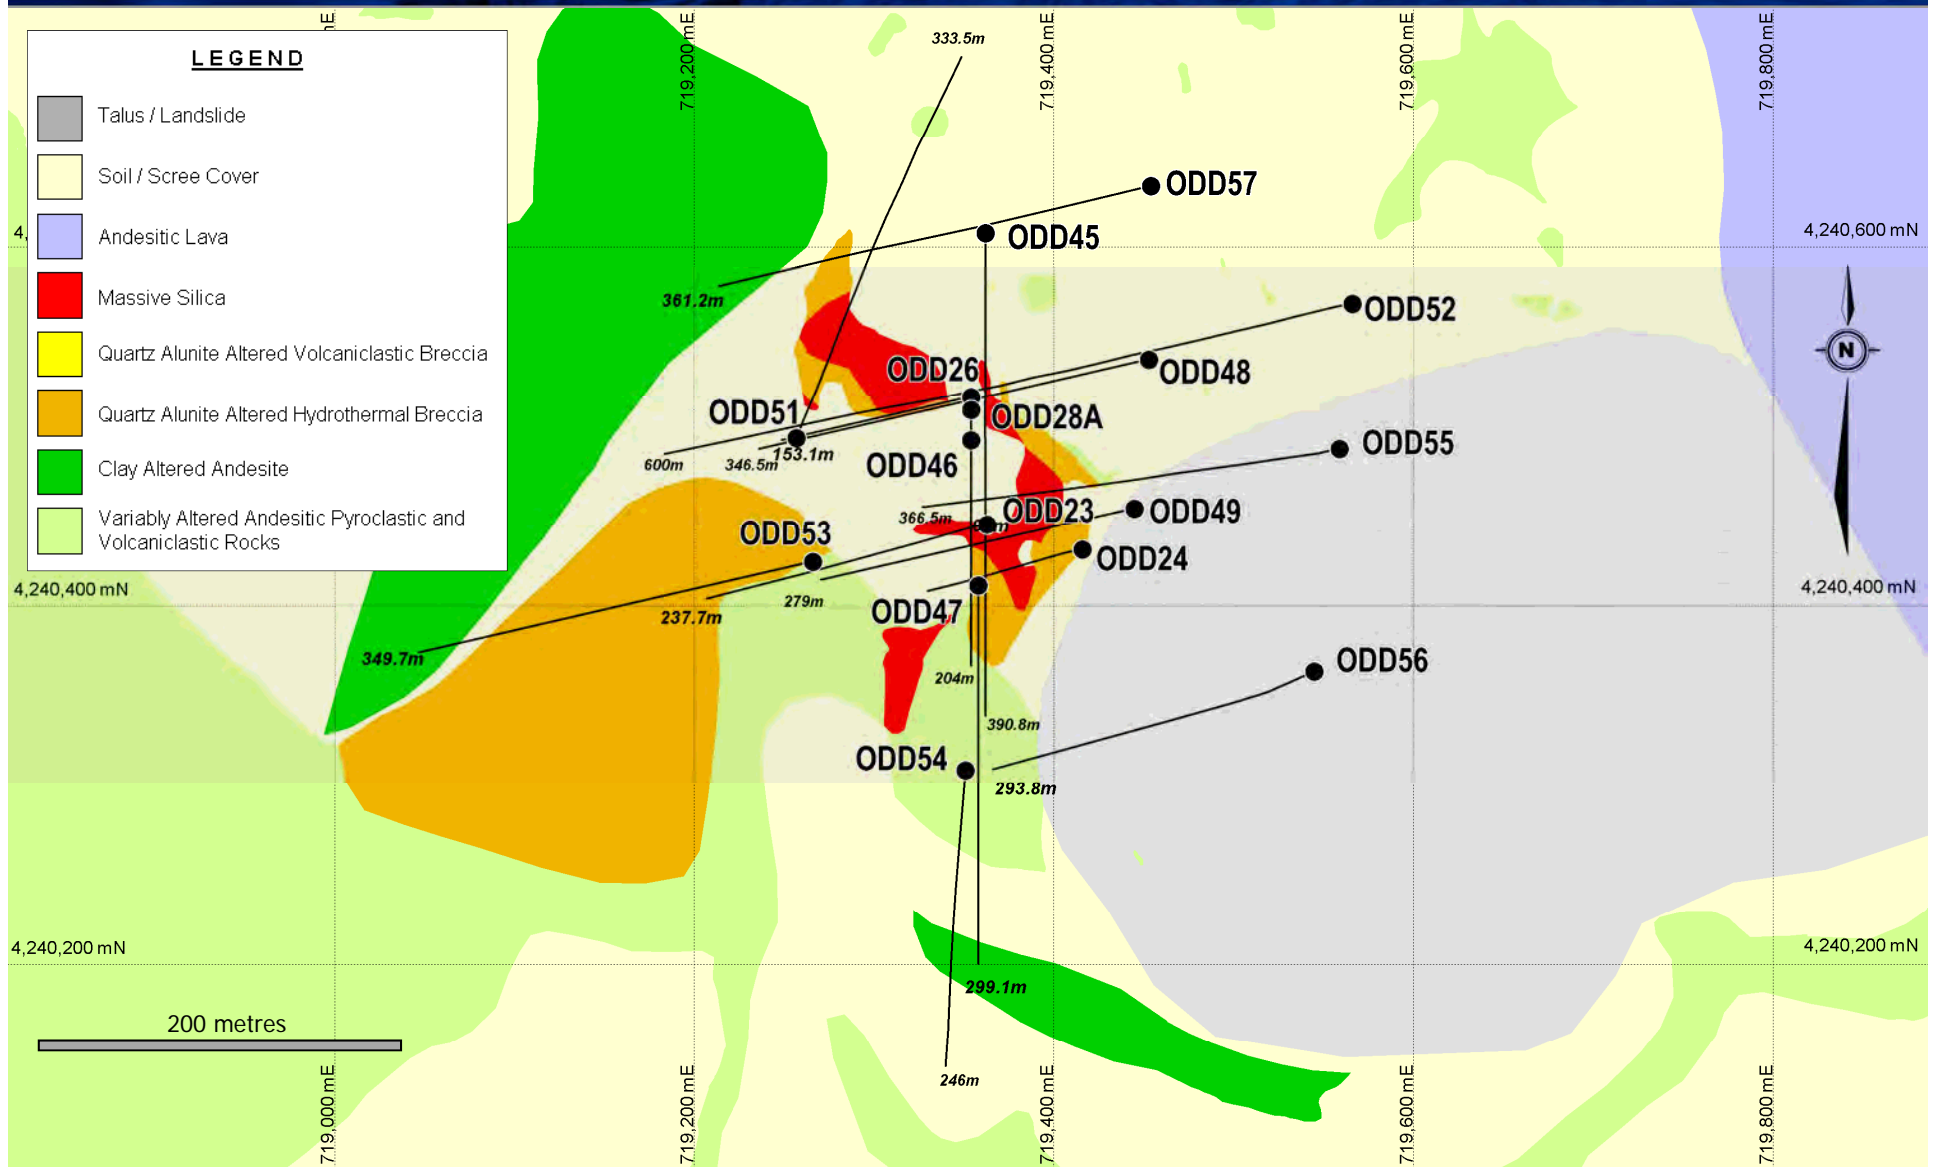 LEGEND
Talus / Landslide
Soil / Scree Cover
Andesitic Lava
Massive Silica
Quartz Alunite Altered Volcaniclastic Breccia
Quartz Alunite Altered Hydrothermal Breccia
Clay Altered Andesite
Variably Altered Andesitic Pyroclastic and
Volcaniclastic Rocks
mE
719,200 mE
719,400 mE
719,600 mE
719,800 mE
333.5m
ODD57
4,
ODD45
4,240,600 mN
361.2m
ODD52
ODD26
ODD48
ODD51
ODD28A
153.1m
600m
346.5m
ODD46
ODD55
366.5m
ODD23
ODD49
ODD53
ODD24
4,240,400 mN
4,240,400 mN
279m
237.7m
ODD47
349.7m
204m
ODD56
390.8m
ODD54
293.8m
4,240,200 mN
4,240,200 mN
299.1m
200 metres
246m
719,000 mE
719,200 mE
719,400 mE
719,600 mE
719,800 mE
N